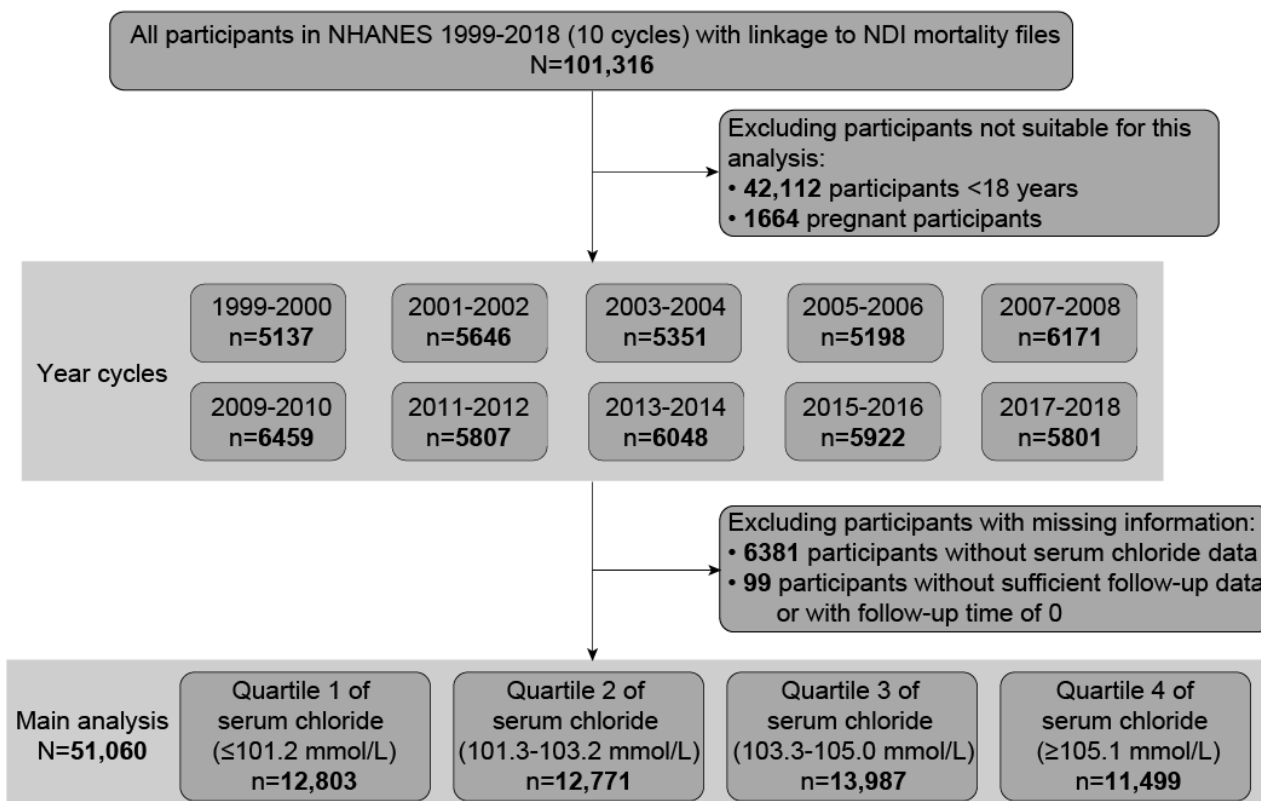 All participants in NHANES 1999-2018 (10 cycles) with linkage to NDI mortality files
N=101,316
Excluding participants not suitable for this
analysis:
• 42,112 participants <18 years
• 1664 pregnant participants
Year cycles
1999-2000
n=5137
2001-2002
n=5646
2003-2004
n=5351
2005-2006
n=5198
2007-2008
n=6171
2009-2010
n=6459
2011-2012
n=5807
2013-2014
n=6048
2015-2016
n=5922
2017-2018
n=5801
Excluding participants with missing information:
• 6381 participants without serum chloride data
• 99 participants without sufficient follow-up data
or with follow-up time of 0
Main analysis
N=51,060
Quartile 1 of
serum chloride
(≤101.2 mmol/L)
n=12,803
Quartile 2 of
serum chloride
(101.3-103.2 mmol/L)
n=12,771
Quartile 3 of
serum chloride
(103.3-105.0 mmol/L)
n=13,987
Quartile 4 of
serum chloride
(≥105.1 mmol/L)
n=11,499